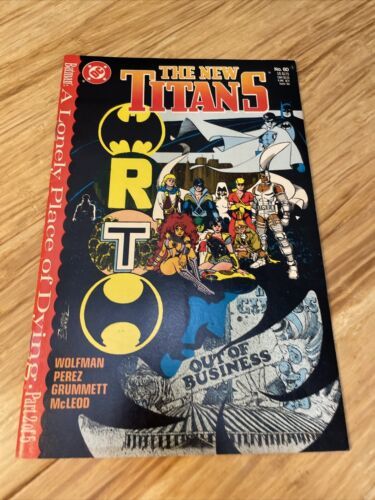 BATMAN: A Lonely Place of Dying. Part 2 of 5
DC
THE NEW
TITANS
No. 60
R
T
WOLFMAN
PEREZ
GRUMMETT
McLEOD
OUT OF
BUSINESS